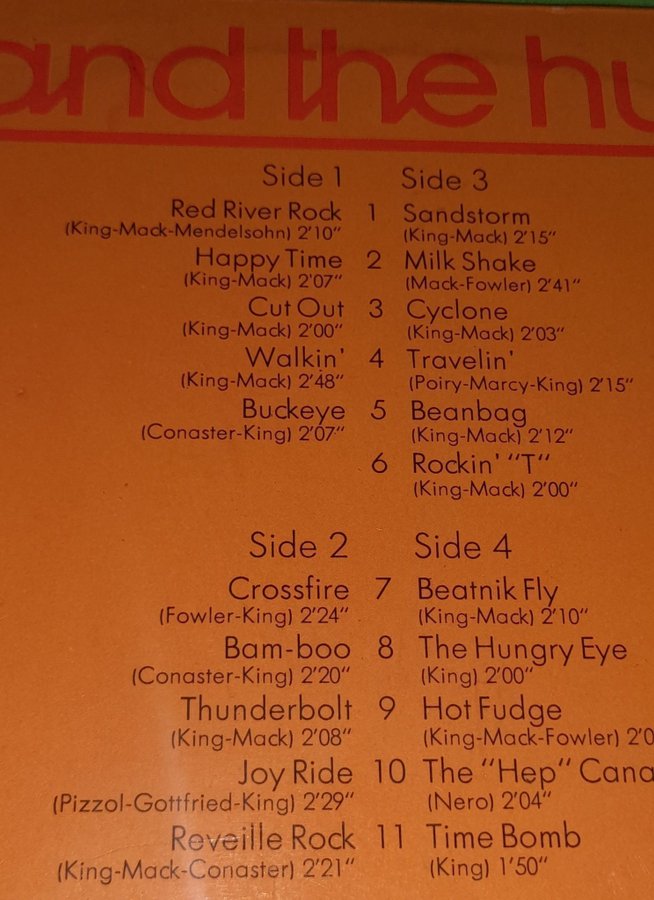 and the hu
Side 1
Red River Rock 1
(King-Mack-Mendelsohn) 2'10"
Happy Time 2
(King-Mack) 2'07"
Cut Out 3
(King-Mack) 2'00"
Walkin' 4
(King-Mack) 2'48"
Buckeye 5
(Conaster-King) 2'07"
6
Side 3
Sandstorm
(King-Mack) 2'15"
Milk Shake
(Mack-Fowler) 2'41"
Cyclone
(King-Mack) 2'03"
Travelin'
(Poiry-Marcy-King) 2'15"
Beanbag
(King-Mack) 2'12"
Rockin' "T"
(King-Mack) 2'00"
Side 2
Crossfire 7
(Fowler-King) 2'24"
Bam-boo 8
(Conaster-King) 2'20"
Thunderbolt 9
(King-Mack) 2'08"
Joy Ride 10
(Pizzol-Gottfried-King) 2'29"
Reveille Rock 11
(King-Mack-Conaster) 2'21"
Side 4
Beatnik Fly
(King-Mack) 2'10"
The Hungry Eye
(King) 2'00"
Hot Fudge
(King-Mack-Fowler) 2'0
The "Hep" Cana
(Nero) 2'04"
Time Bomb
(King) 1'50"